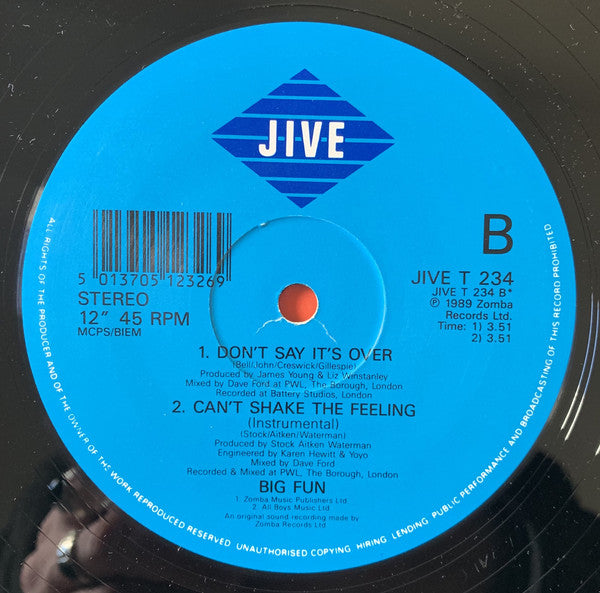 JIVE
B
5 013705 123269
STEREO
12" 45 RPM
MCPS/BIEM
JIVE T 234
JIVE T 234 B*
℗ 1989 Zomba
Records Ltd.
Time: 1) 3.51
2) 3.51
1. DON'T SAY IT'S OVER
(Bell/John/Creswick/Gillespie)
Produced by James Young & Liz Winstanley
Mixed by Dave Ford at PWL, The Borough, London
Recorded at Battery Studios, London
2. CAN'T SHAKE THE FEELING
(Instrumental)
(Stock/Aitken/Waterman)
Produced by Stock Aitken Waterman
Engineered by Karen Hewitt & Yoyo
Mixed by Dave Ford
Recorded & Mixed at PWL, The Borough, London
BIG FUN
1. Zomba Music Publishers Ltd
2. All Boys Music Ltd
An original sound recording made by
Zomba Records Ltd
ALL RIGHTS OF THE PRODUCER AND OF THE OWNER OF THE WORK REPRODUCED RESERVED UNAUTHORISED COPYING, HIRING, LENDING, PUBLIC PERFORMANCE AND BROADCASTING OF THIS RECORD PROHIBITED